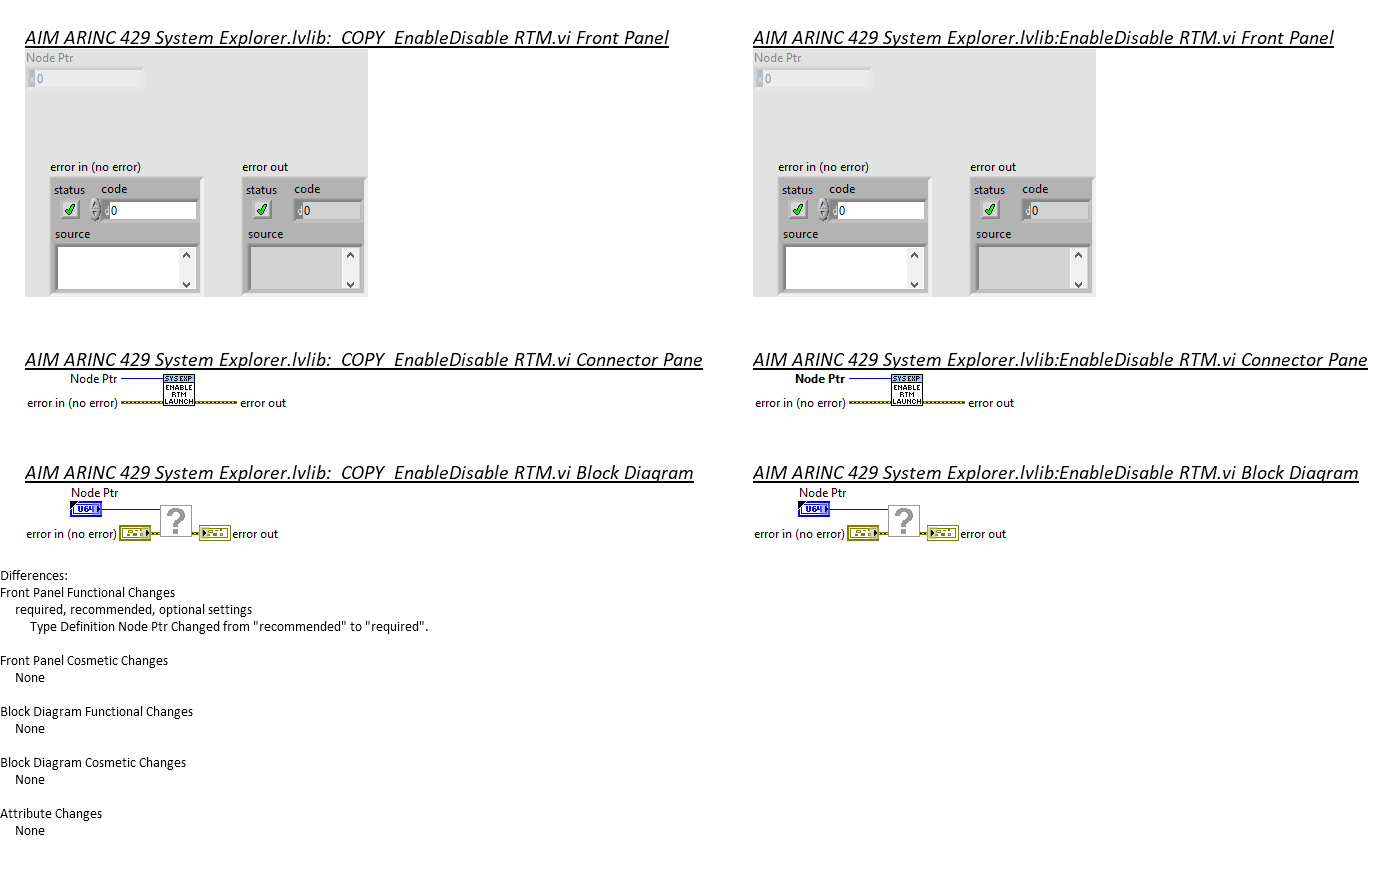 AIM ARINC 429 System Explorer.lvlib:_COPY_EnableDisable RTM.vi Front Panel
Node Ptr
x 0
error in (no error)
status code
d 0
source
error out
status code
d 0
source
AIM ARINC 429 System Explorer.lvlib:EnableDisable RTM.vi Front Panel
Node Ptr
x 0
error in (no error)
status code
d 0
source
error out
status code
d 0
source
AIM ARINC 429 System Explorer.lvlib:_COPY_EnableDisable RTM.vi Connector Pane
Node Ptr
SYS EXP
ENABLE
RTM
LAUNCH
error in (no error)
error out
AIM ARINC 429 System Explorer.lvlib:EnableDisable RTM.vi Connector Pane
Node Ptr
SYS EXP
ENABLE
RTM
LAUNCH
error in (no error)
error out
AIM ARINC 429 System Explorer.lvlib:_COPY_EnableDisable RTM.vi Block Diagram
Node Ptr
U64
?
error in (no error)
error out
AIM ARINC 429 System Explorer.lvlib:EnableDisable RTM.vi Block Diagram
Node Ptr
U64
?
error in (no error)
error out
Differences:
Front Panel Functional Changes
required, recommended, optional settings
Type Definition Node Ptr Changed from "recommended" to "required".
Front Panel Cosmetic Changes
None
Block Diagram Functional Changes
None
Block Diagram Cosmetic Changes
None
Attribute Changes
None